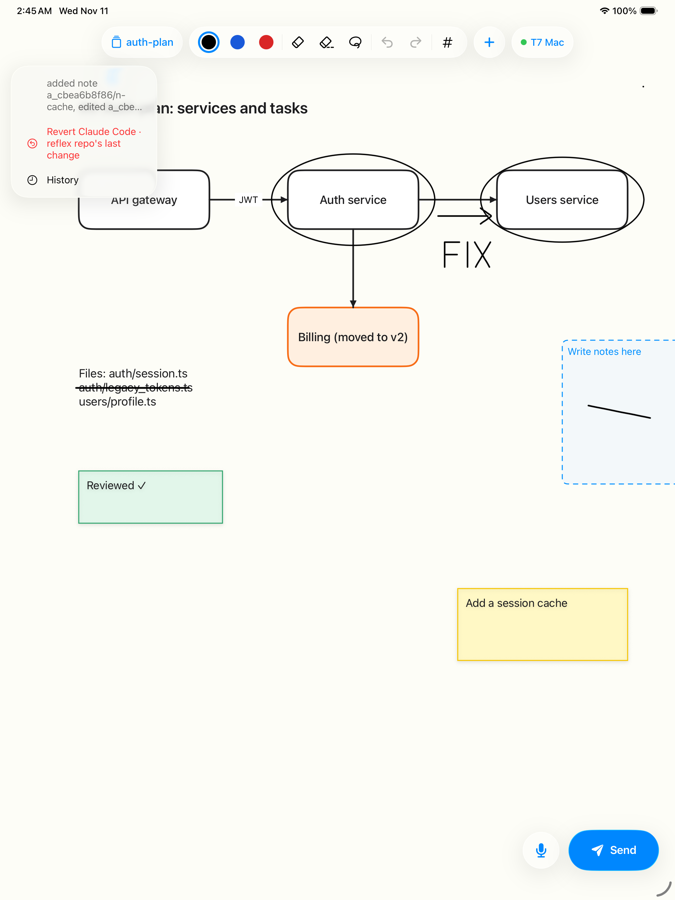 2:45 AM Wed Nov 11
100%
auth-plan
#
T7 Mac
added note
a_cbea6b8f86/n-
cache, edited a_cbe…
Revert Claude Code ·
reflex repo's last
change
History
an: services and tasks
API gateway
JWT
Auth service
Users service
FIX
Billing (moved to v2)
Files: auth/session.ts
auth/legacy_tokens.ts
users/profile.ts
Write notes here
Reviewed ✓
Add a session cache
Send